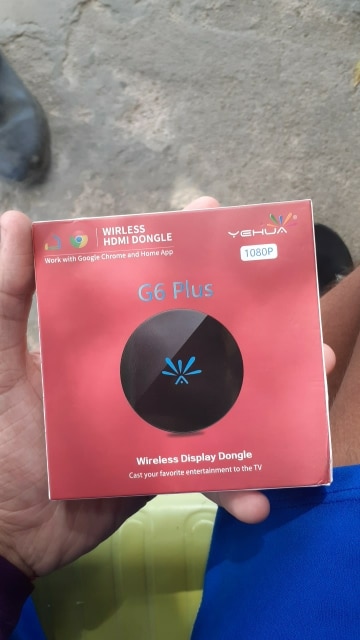 WIRLESS
HDMI DONGLE
Work with Google Chrome and Home App
YEHUA
1080P
G6 Plus
Wireless Display Dongle
Cast your favorite entertainment to the TV